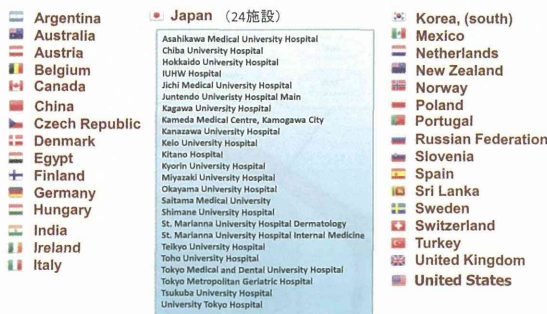 Argentina
Australia
Austria
Belgium
Canada
China
Czech Republic
Denmark
Egypt
Finland
Germany
Hungary
India
Ireland
Italy
Japan (24施設)
Asahikawa Medical University Hospital
Chiba University Hospital
Hokkaido University Hospital
IUHW Hospital
Jichi Medical University Hospital
Juntendo Univeristy Hospital Main
Kagawa University Hospital
Kameda Medical Centre, Kamogawa City
Kanazawa University Hospital
Keio University Hospital
Kitano Hospital
Kyorin University Hospital
Miyazaki University Hospital
Okayama University Hospital
Saitama Medical University
Shimane University Hospital
St. Marianna University Hospital Dermatology
St. Marianna University Hospital Internal Medicine
Teikyo University Hospital
Toho University Hospital
Tokyo Medical and Dental University Hospital
Tokyo Metropolitan Geriatric Hospital
Tsukuba University Hospital
University Tokyo Hospital
Korea, (south)
Mexico
Netherlands
New Zealand
Norway
Poland
Portugal
Russian Federation
Slovenia
Spain
Sri Lanka
Sweden
Switzerland
Turkey
United Kingdom
United States